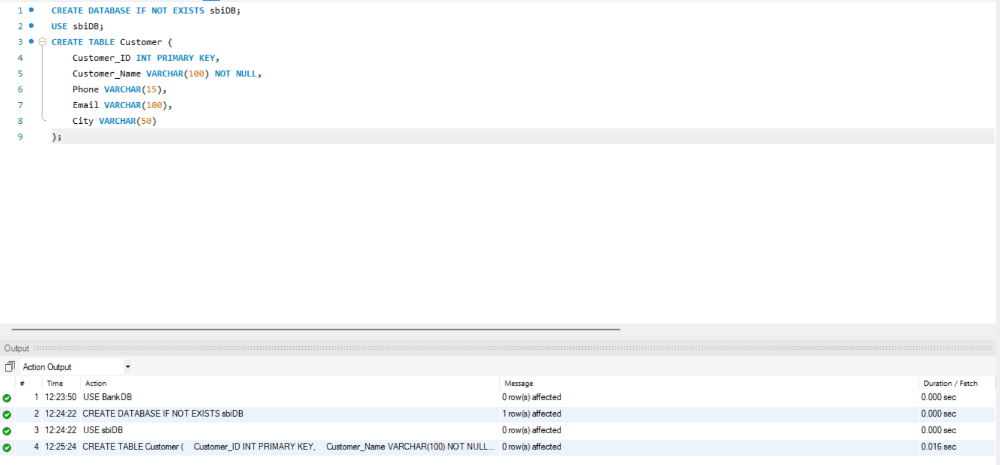 1 CREATE DATABASE IF NOT EXISTS sbiDB;
2 USE sbiDB;
3 CREATE TABLE Customer (
4 Customer_ID INT PRIMARY KEY,
5 Customer_Name VARCHAR(100) NOT NULL,
6 Phone VARCHAR(15),
7 Email VARCHAR(100),
8 City VARCHAR(50)
9 );
Output
Action Output
# Time Action Message Duration / Fetch
1 12:23:50 USE BankDB 0 row(s) affected 0.000 sec
2 12:24:22 CREATE DATABASE IF NOT EXISTS sbiDB 1 row(s) affected 0.000 sec
3 12:24:22 USE sbiDB 0 row(s) affected 0.000 sec
4 12:25:24 CREATE TABLE Customer ( Customer_ID INT PRIMARY KEY, Customer_Name VARCHAR(100) NOT NULL... 0 row(s) affected 0.016 sec